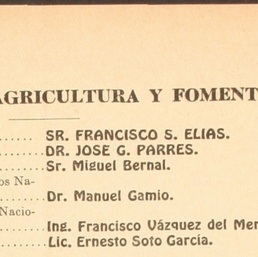 AGRICULTURA Y FOMENT
...... SR. FRANCISCO S. ELIAS.
...... DR. JOSE G. PARRES.
...... Sr. Miguel Bernal.
os Na-
...... Dr. Manuel Gamio.
Nacio-
...... Ing. Francisco Vázquez del Mer
...... Lic. Ernesto Soto García.